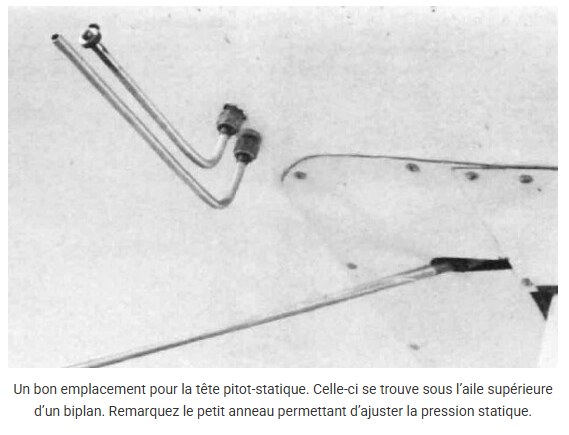 Un bon emplacement pour la tête pitot-statique. Celle-ci se trouve sous l’aile supérieure
d’un biplan. Remarquez le petit anneau permettant d’ajuster la pression statique.